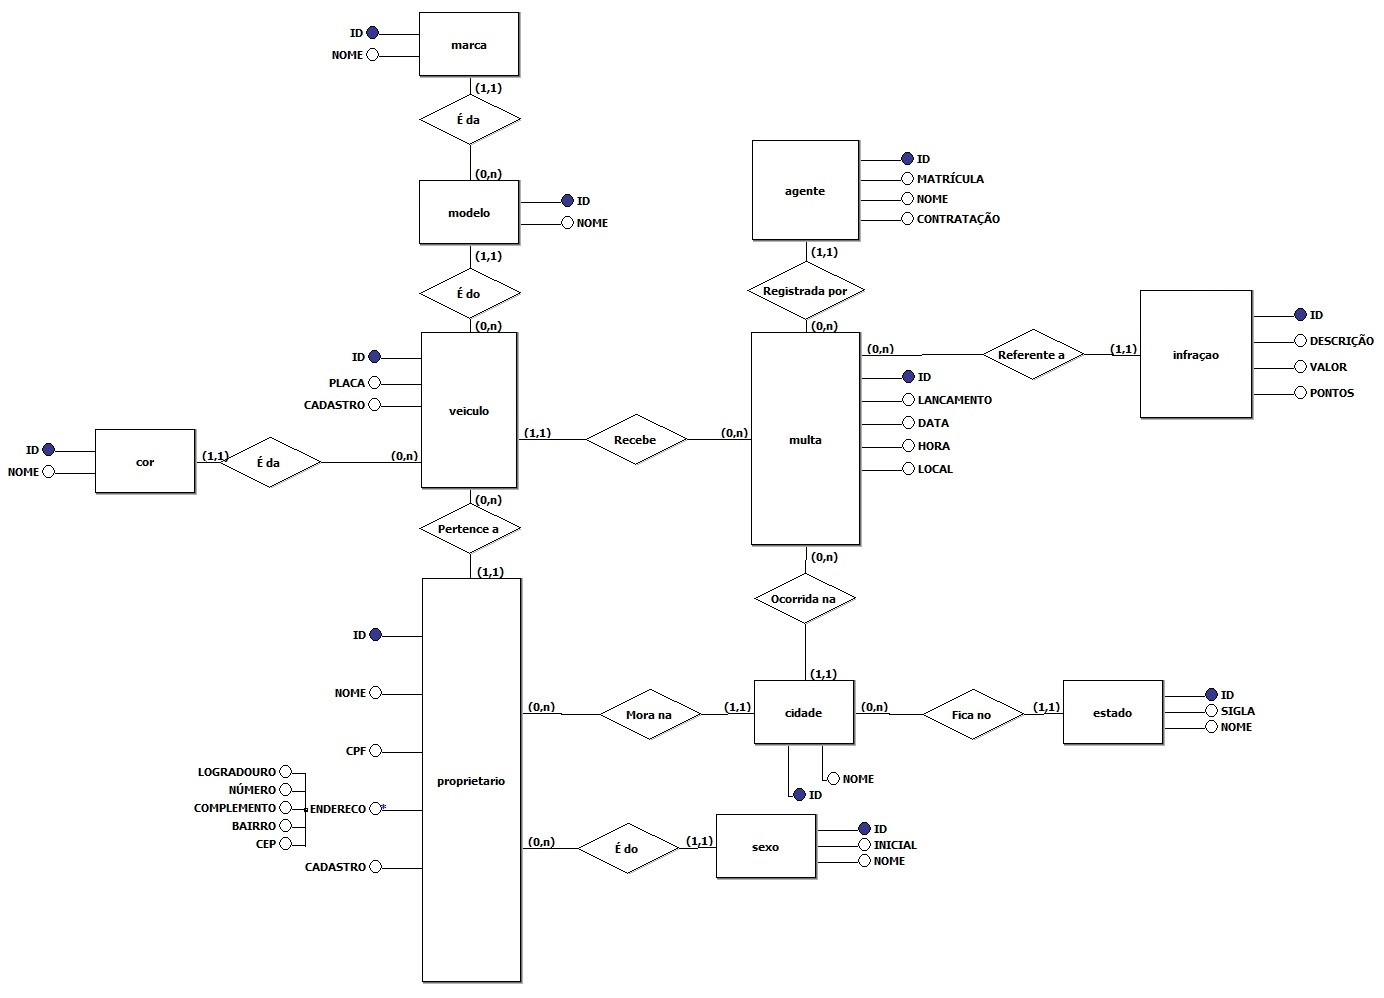 ID
NOME
marca
(1,1)
É da
(0,n)
modelo
ID
NOME
(1,1)
É do
(0,n)
agente
ID
MATRÍCULA
NOME
CONTRATAÇÃO
(1,1)
Registrada por
(0,n)
ID
PLACA
CADASTRO
veiculo
(0,n)
Referente a
(1,1)
infraçao
ID
DESCRIÇÃO
VALOR
PONTOS
ID
LANCAMENTO
DATA
HORA
LOCAL
multa
(1,1)
Recebe
(0,n)
ID
NOME
cor
(1,1)
É da
(0,n)
(0,n)
Pertence a
(1,1)
(0,n)
Ocorrida na
(1,1)
ID
NOME
CPF
LOGRADOURO
NÚMERO
COMPLEMENTO
BAIRRO
CEP
ENDERECO
*
CADASTRO
proprietario
(0,n)
Mora na
(1,1)
cidade
(0,n)
Fica no
(1,1)
estado
ID
SIGLA
NOME
NOME
ID
(0,n)
É do
(1,1)
sexo
ID
INICIAL
NOME